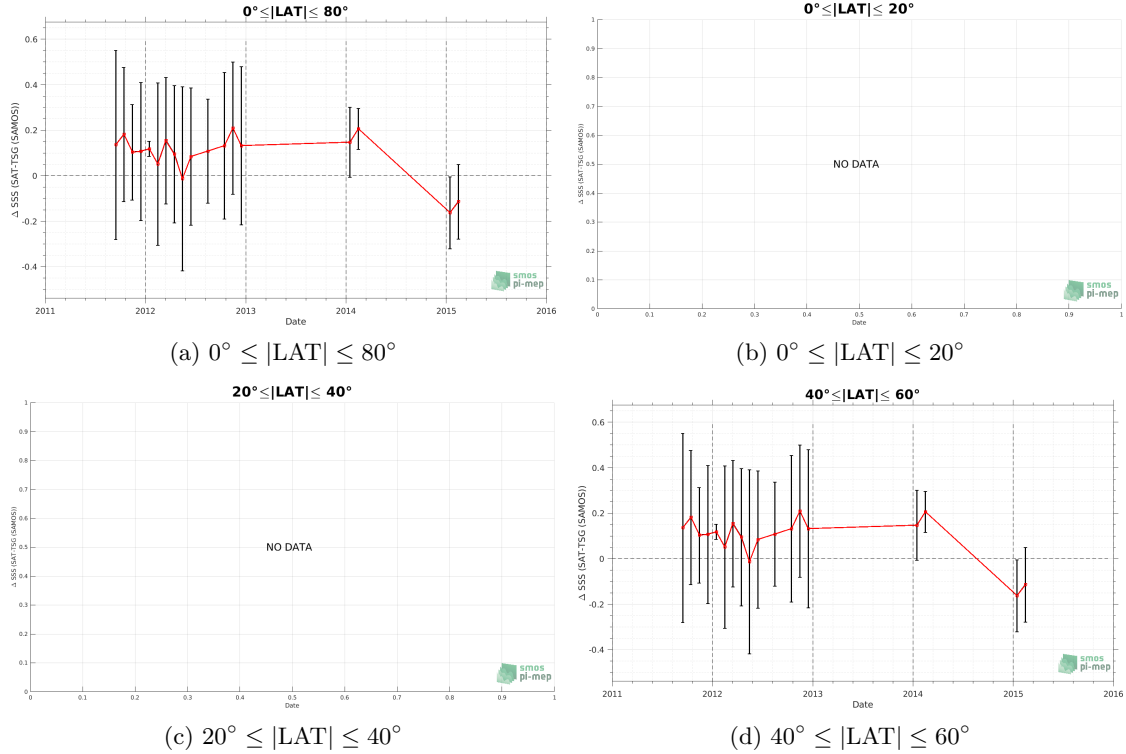 0°≤|LAT|≤ 80°
Δ SSS (SAT-TSG (SAMOS))
0.6
0.4
0.2
0
-0.2
-0.4
2011
2012
2013
2014
2015
2016
Date
smos
pi-mep
(a) 0° ≤ |LAT| ≤ 80°
0°≤|LAT|≤ 20°
Δ SSS (SAT-TSG (SAMOS))
1
0.9
0.8
0.7
0.6
0.5
0.4
0.3
0.2
0.1
0
NO DATA
0
0.1
0.2
0.3
0.4
0.5
0.6
0.7
0.8
0.9
1
Date
smos
pi-mep
(b) 0° ≤ |LAT| ≤ 20°
20°≤|LAT|≤ 40°
Δ SSS (SAT-TSG (SAMOS))
1
0.9
0.8
0.7
0.6
0.5
0.4
0.3
0.2
0.1
0
NO DATA
0
0.1
0.2
0.3
0.4
0.5
0.6
0.7
0.8
0.9
1
Date
smos
pi-mep
(c) 20° ≤ |LAT| ≤ 40°
40°≤|LAT|≤ 60°
Δ SSS (SAT-TSG (SAMOS))
0.6
0.4
0.2
0
-0.2
-0.4
2011
2012
2013
2014
2015
2016
Date
smos
pi-mep
(d) 40° ≤ |LAT| ≤ 60°